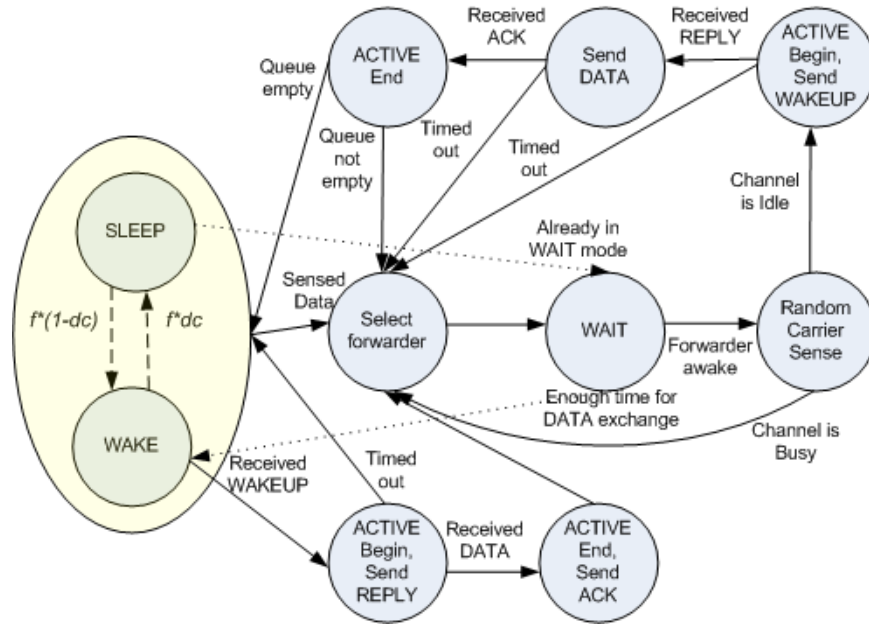 Received
ACK
Received
REPLY
ACTIVE
End
Send
DATA
ACTIVE
Begin,
Send
WAKEUP
Queue
empty
Queue
not
empty
Timed
out
Timed
out
Channel
is Idle
SLEEP
Already in
WAIT mode
f*(1-dc)
f*dc
Sensed
Data
Select
forwarder
WAIT
Forwarder
awake
Random
Carrier
Sense
Enough time for
DATA exchange
Channel is
Busy
WAKE
Received
WAKEUP
Timed
out
ACTIVE
Begin,
Send
REPLY
Received
DATA
ACTIVE
End,
Send
ACK